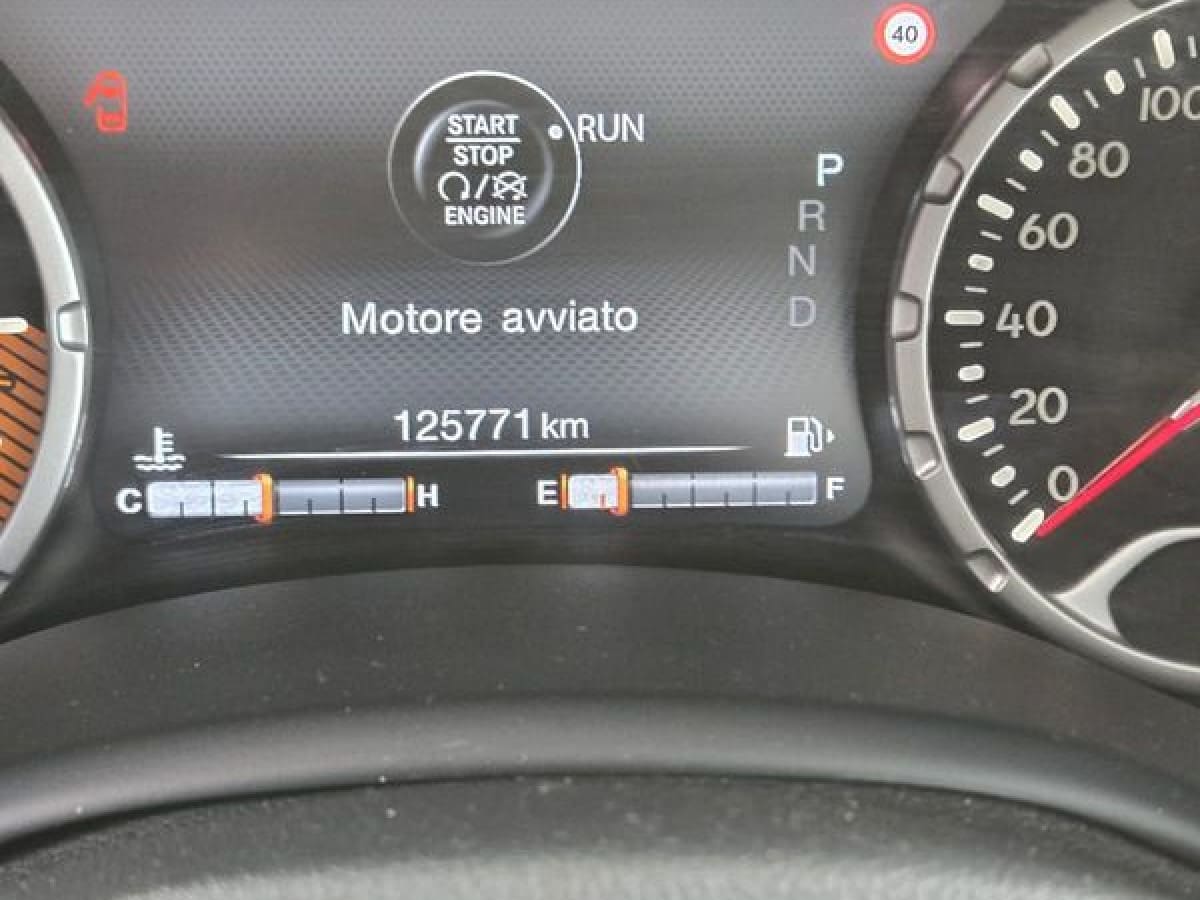 40
START
STOP
ENGINE
RUN
P
R
N
D
Motore avviato
125771 km
C
H
E
F
100
80
60
40
20
0